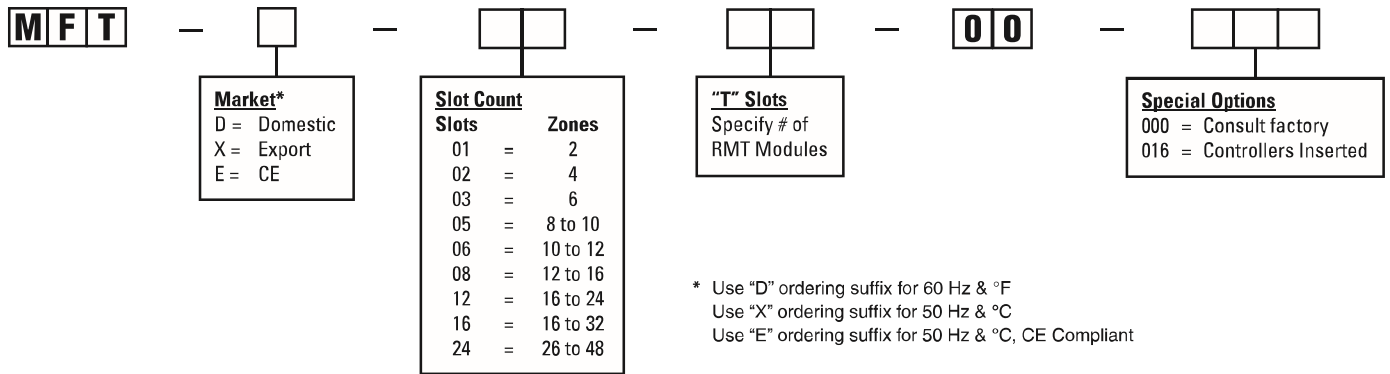 MFT – – – – 00 –
Market*
D = Domestic
X = Export
E = CE
Slot Count
Slots Zones
01 = 2
02 = 4
03 = 6
05 = 8 to 10
06 = 10 to 12
08 = 12 to 16
12 = 16 to 24
16 = 16 to 32
24 = 26 to 48
"T" Slots
Specify # of
RMT Modules
Special Options
000 = Consult factory
016 = Controllers Inserted
* Use "D" ordering suffix for 60 Hz & °F
Use "X" ordering suffix for 50 Hz & °C
Use "E" ordering suffix for 50 Hz & °C, CE Compliant